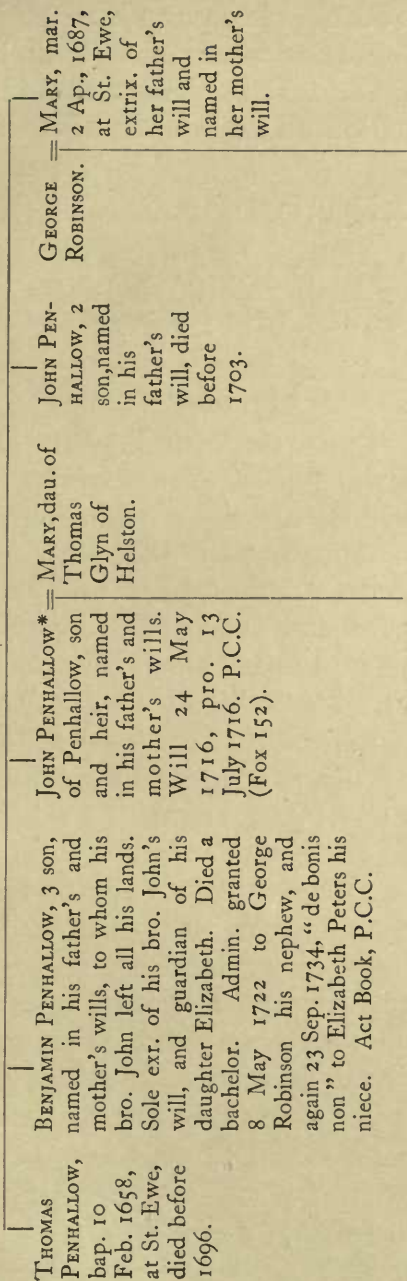 THOMAS
PENHALLOW,
bap. 10
Feb. 1658,
at St. Ewe,
died before
1696.
BENJAMIN PENHALLOW, 3 son,
named in his father's and
mother's wills, to whom his
bro. John left all his lands.
Sole exr. of his bro. John's
will, and guardian of his
daughter Elizabeth. Died a
bachelor. Admin. granted
8 May 1722 to George
Robinson his nephew, and
again 23 Sep. 1734, “de bonis
non” to Elizabeth Peters his
niece. Act Book, P.C.C.
JOHN PENHALLOW*
of Penhallow, son
and heir, named
in his father's and
mother's wills.
Will 24 May
1716, pro. 13
July 1716. P.C.C.
(Fox 152).
= MARY, dau. of
Thomas
Glyn of
Helston.
JOHN PEN-
HALLOW, 2
son, named
in his
father's
will, died
before
1703.
GEORGE
ROBINSON.
= MARY, mar.
2 Ap., 1687,
at St. Ewe,
extrix. of
her father's
will and
named in
her mother's
will.